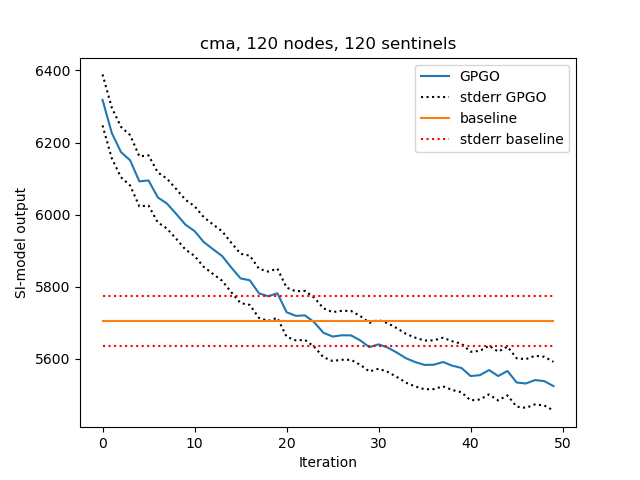 cma, 120 nodes, 120 sentinels
6400
6200
6000
5800
5600
SI-model output
GPGO
stderr GPGO
baseline
stderr baseline
0 10 20 30 40 50
Iteration